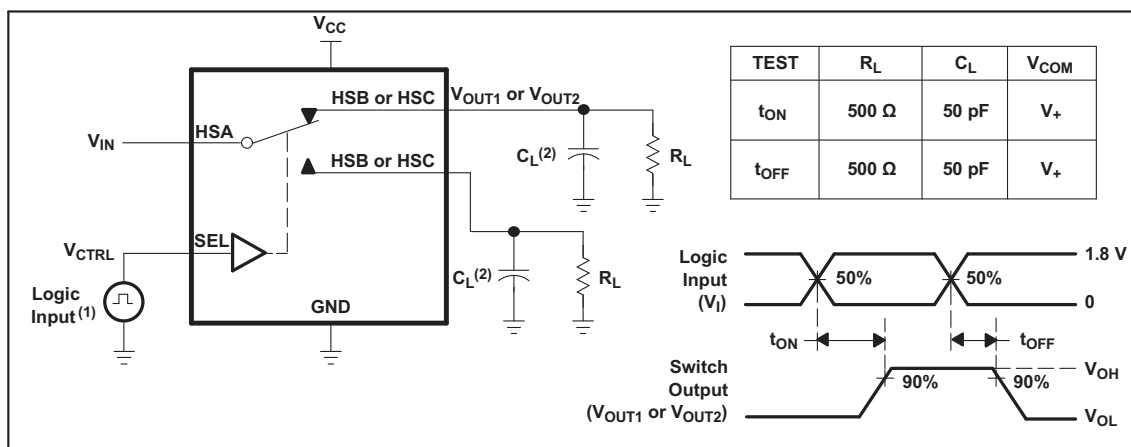 V_CC
HSB or HSC
V_OUT1 or V_OUT2
V_IN
HSA
C_L(2)
R_L
HSB or HSC
V_CTRL
SEL
C_L(2)
R_L
Logic
Input(1)
GND
TEST R_L C_L V_COM
t_ON 500 Ω 50 pF V_+
t_OFF 500 Ω 50 pF V_+
Logic
Input
(V_I)
50%
50%
1.8 V
0
t_ON
t_OFF
Switch
Output
(V_OUT1 or V_OUT2)
90%
90%
V_OH
V_OL